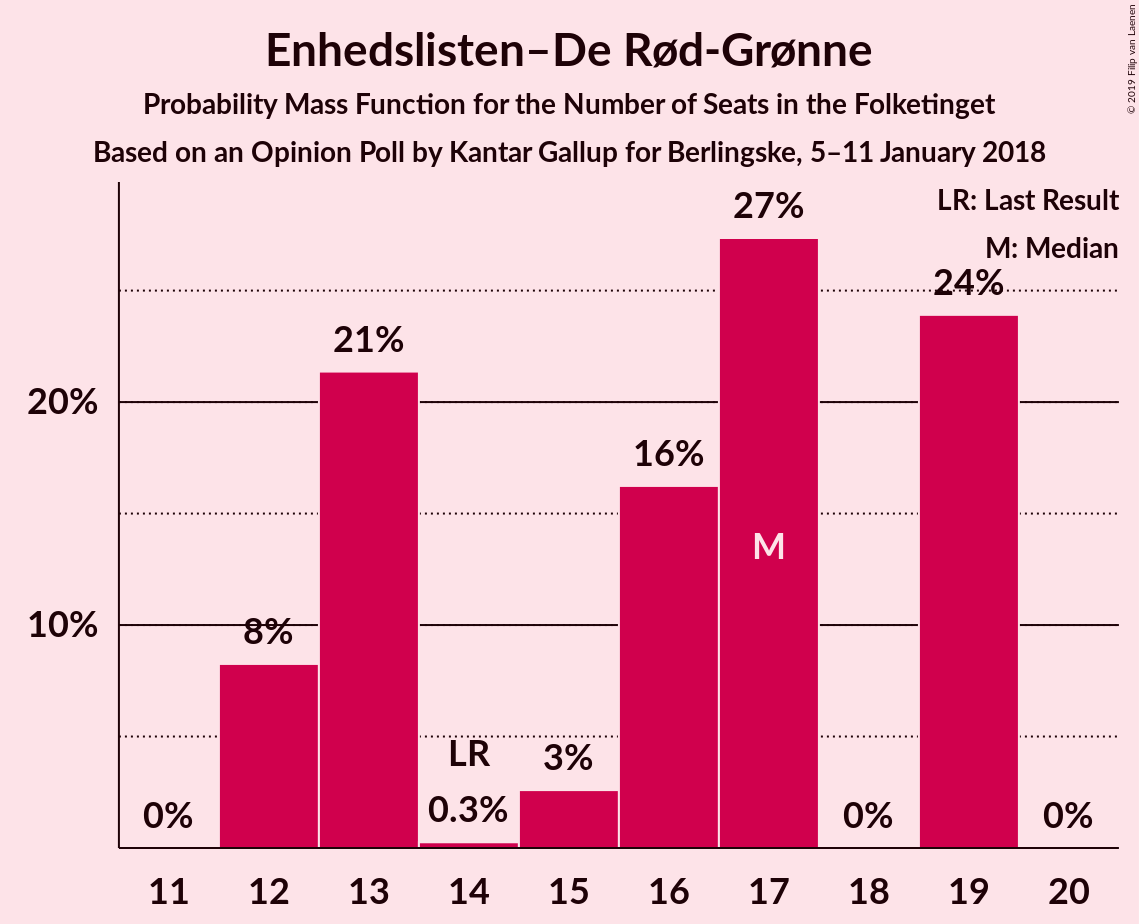 Enhedslisten–De Rød-Grønne
Probability Mass Function for the Number of Seats in the Folketinget
Based on an Opinion Poll by Kantar Gallup for Berlingske, 5–11 January 2018
© 2019 Filip van Laenen
LR: Last Result
M: Median
27%
24%
21%
20%
16%
M
10%
8%
LR
3%
0%
0.3%
0%
0%
11 12 13 14 15 16 17 18 19 20